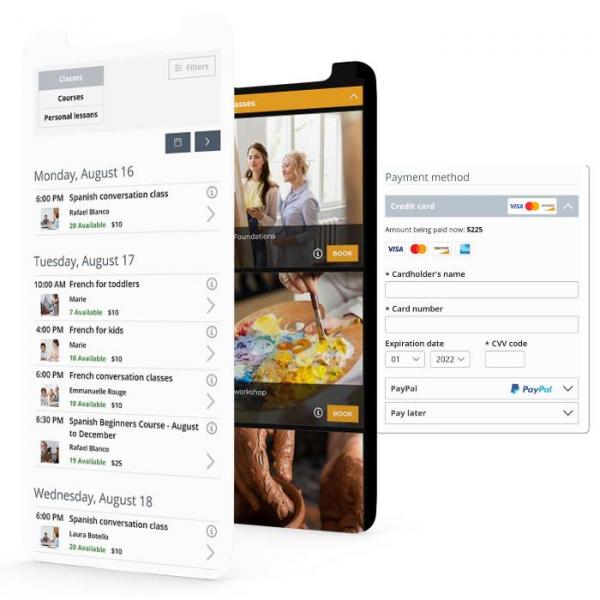 Classes
Courses
Personal lessons
Filters
Monday, August 16
6:00 PM Spanish conversation class
Rafael Blanco
20 Available $10
Tuesday, August 17
10:00 AM French for toddlers
Marie
7 Available $10
4:00 PM French for kids
Marie
16 Available $10
6:00 PM French conversation classes
Emmanuelle Rouge
10 Available $10
6:30 PM Spanish Beginners Course - August
to December
Rafael Blanco
19 Available $25
Wednesday, August 18
6:00 PM Spanish conversation class
Laura Botello
20 Available $10
asses
Foundations
BOOK
workshop
BOOK
Payment method
Credit card VISA
Amount being paid now: $225
VISA
* Cardholder's name
* Card number
Expiration date * CVV code
01 2022
PayPal PayPal
Pay later